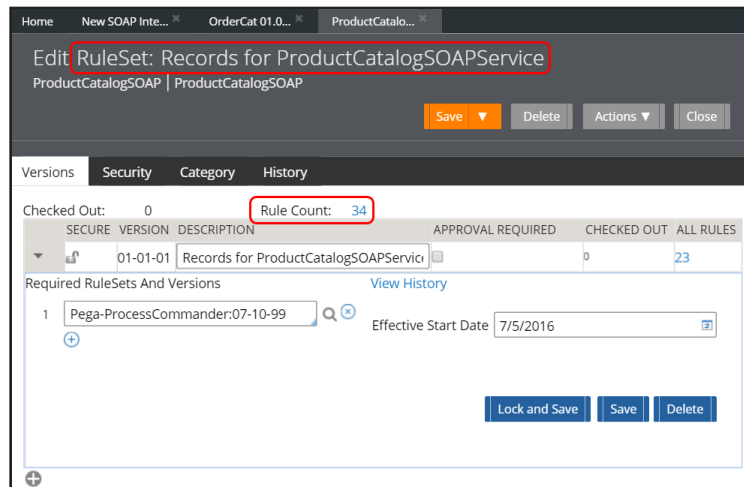 Home New SOAP Inte... × OrderCat 01.0... × ProductCatalo... ×
Edit RuleSet: Records for ProductCatalogSOAPService
ProductCatalogSOAP | ProductCatalogSOAP
Save ▼ Delete Actions ▼ Close
Versions Security Category History
Checked Out: 0 Rule Count: 34
SECURE VERSION DESCRIPTION APPROVAL REQUIRED CHECKED OUT ALL RULES
01-01-01 Records for ProductCatalogSOAPServic 0 23
Required RuleSets And Versions View History
1 Pega-ProcessCommander:07-10-99
Effective Start Date 7/5/2016
Lock and Save Save Delete